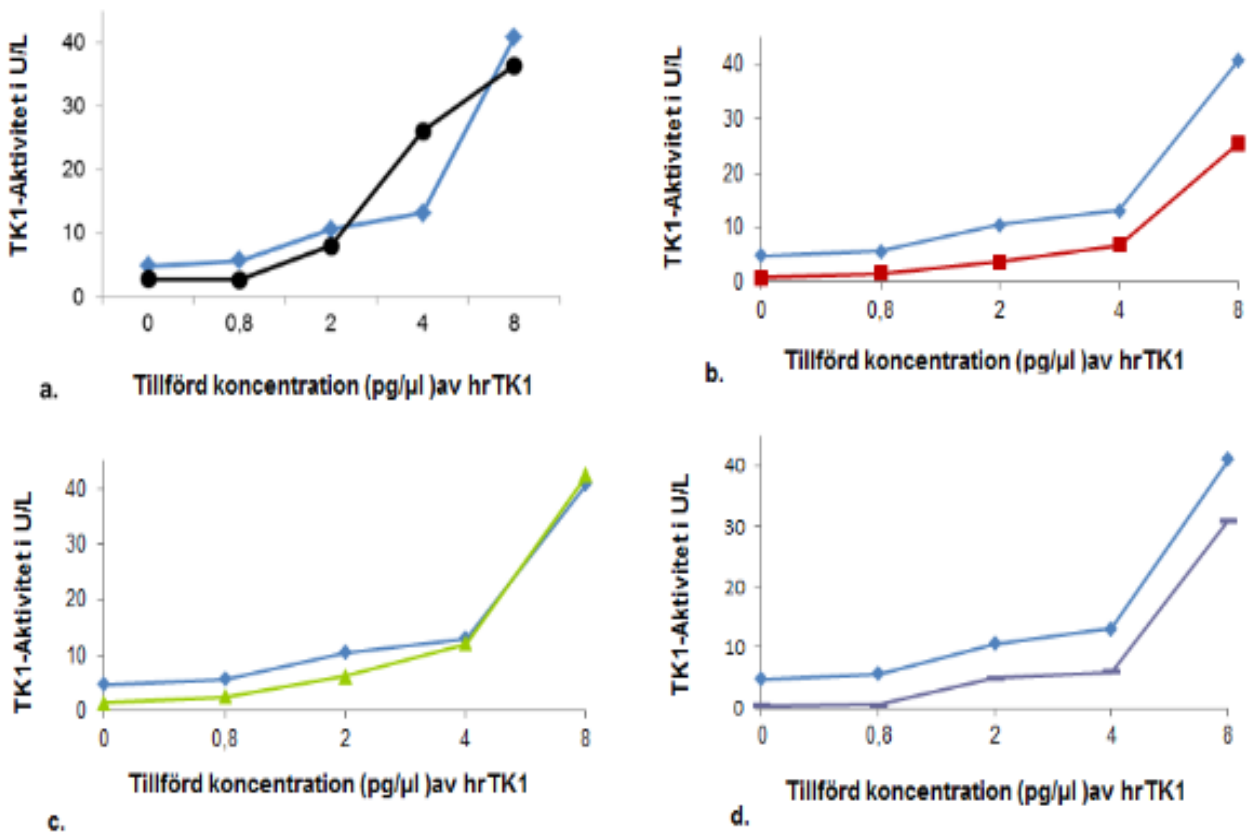 TK1-Aktivitet i U/L
40
30
20
10
0
0 0,8 2 4 8
Tillförd koncentration (pg/µl )av hrTK1
a.
TK1-Aktivitet i U/L
40
30
20
10
0
0 0,8 2 4 8
Tillförd koncentration (pg/µl )av hrTK1
b.
TK1-Aktivitet i U/L
40
30
20
10
0
0 0,8 2 4 8
Tillförd koncentration (pg/µl )av hrTK1
c.
TK1-Aktivitet i U/L
40
30
20
10
0
0 0,8 2 4 8
Tillförd koncentration (pg/µl )av hrTK1
d.